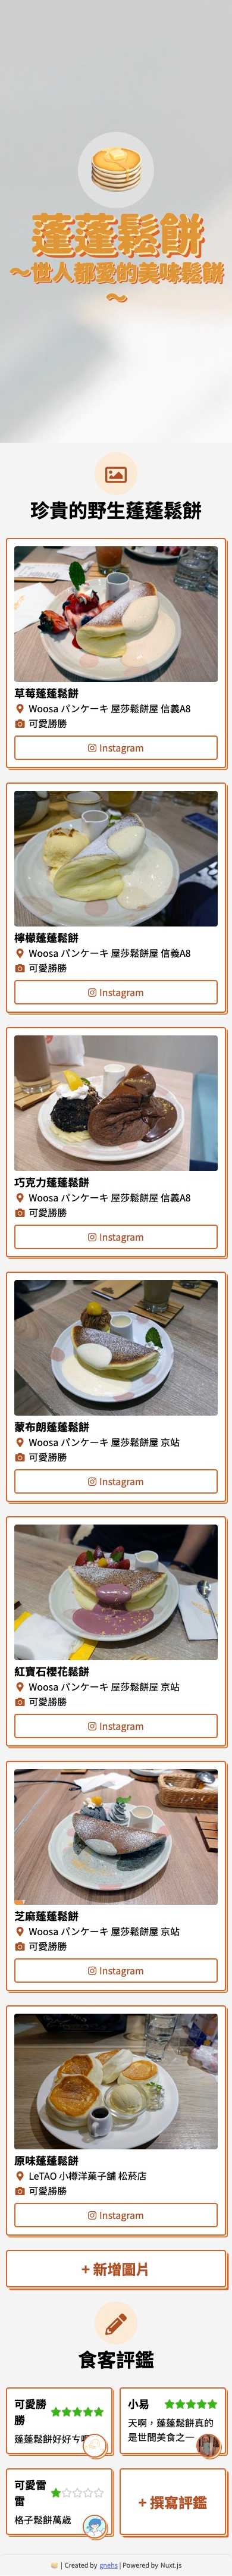 蓬蓬鬆餅
～世人都愛的美味鬆餅
～
珍貴的野生蓬蓬鬆餅
草莓蓬蓬鬆餅
Woosa パンケーキ 屋莎鬆餅屋 信義A8
可愛勝勝
Instagram
檸檬蓬蓬鬆餅
Woosa パンケーキ 屋莎鬆餅屋 信義A8
可愛勝勝
Instagram
巧克力蓬蓬鬆餅
Woosa パンケーキ 屋莎鬆餅屋 信義A8
可愛勝勝
Instagram
蒙布朗蓬蓬鬆餅
Woosa パンケーキ 屋莎鬆餅屋 京站
可愛勝勝
Instagram
紅寶石櫻花鬆餅
Woosa パンケーキ 屋莎鬆餅屋 京站
可愛勝勝
Instagram
芝麻蓬蓬鬆餅
Woosa パンケーキ 屋莎鬆餅屋 京站
可愛勝勝
Instagram
原味蓬蓬鬆餅
LeTAO 小樽洋菓子舗 松菸店
可愛勝勝
Instagram
+ 新增圖片
食客評鑑
可愛勝
勝
蓬蓬鬆餅好好ㄘ
小易
天啊，蓬蓬鬆餅真的
是世間美食之一
可愛雷
雷
格子鬆餅萬歲
+ 撰寫評鑑
| Created by gnehs | Powered by Nuxt.js